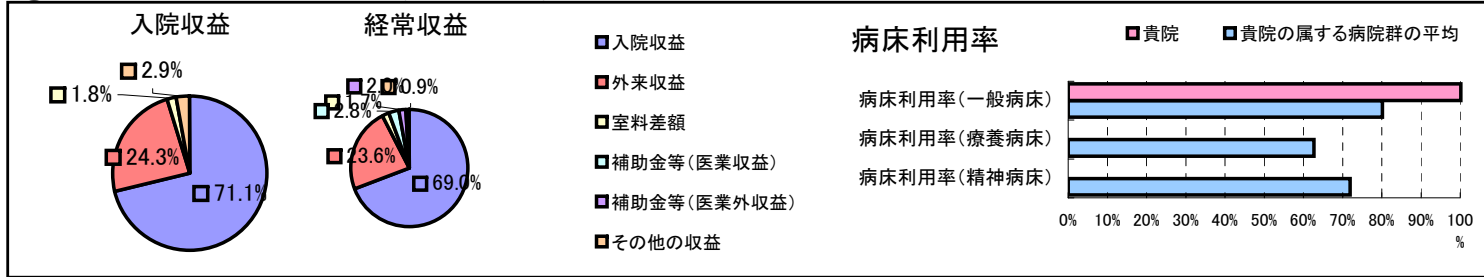 入院収益
2.9%
1.8%
24.3%
71.1%
経常収益
0.9%
2.8%
23.6%
69.0%
入院収益
外来収益
室料差額
補助金等(医業収益)
補助金等(医業外収益)
その他の収益
病床利用率
貴院
貴院の属する病院群の平均
病床利用率(一般病床)
病床利用率(療養病床)
病床利用率(精神病床)
0% 10% 20% 30% 40% 50% 60% 70% 80% 90% 100
%